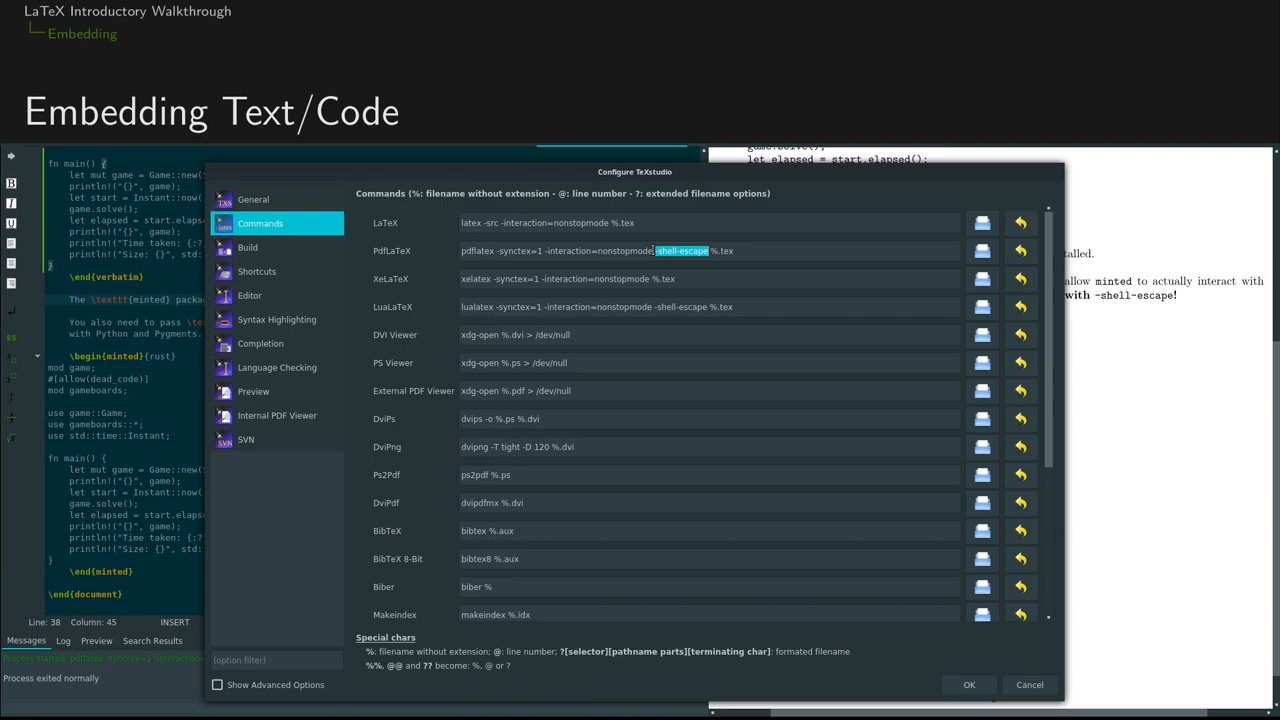 LaTeX Introductory Walkthrough
Embedding
Embedding Text/Code
let elapsed = start.elapsed();
Configure TeXstudio
fn main() {
let mut game = Game::new(
println!("{}", game);
let start = Instant::now(
game.solve();
let elapsed = start.elaps
println!("Time taken: {:?
println!("Size: {}", std:
}
\end{verbatim}
The \texttt{minted} packa
You also need to pass \te
with Python and Pygments.
\begin{minted}{rust}
mod game;
#[allow(dead_code)]
mod gameboards;
use game::Game;
use gameboards::*;
use std::time::Instant;
fn main() {
let mut game = Game::new(
println!("{}", game);
let start = Instant::now(
game.solve();
let elapsed = start.elaps
println!("Time taken: {:?
println!("Size: {}", std:
}
\end{minted}
\end{document}
Line: 38 Column: 45 INSERT
Messages Log Preview Search Results
Process started: pdflatex -synctex=1 -interaction=
Process exited normally
General
Commands
Build
Shortcuts
Editor
Syntax Highlighting
Completion
Language Checking
Preview
Internal PDF Viewer
SVN
(option filter)
Show Advanced Options
Commands (%: filename without extension - @: line number - ?: extended filename options)
LaTeX latex -src -interaction=nonstopmode %.tex
PdfLaTeX pdflatex -synctex=1 -interaction=nonstopmode -shell-escape %.tex
XeLaTeX xelatex -synctex=1 -interaction=nonstopmode %.tex
LuaLaTeX lualatex -synctex=1 -interaction=nonstopmode -shell-escape %.tex
DVI Viewer xdg-open %.dvi > /dev/null
PS Viewer xdg-open %.ps > /dev/null
External PDF Viewer xdg-open %.pdf > /dev/null
DviPs dvips -o %.ps %.dvi
DviPng dvipng -T tight -D 120 %.dvi
Ps2Pdf ps2pdf %.ps
DviPdf dvipdfmx %.dvi
BibTeX bibtex %.aux
BibTeX 8-Bit bibtex8 %.aux
Biber biber %
Makeindex makeindex %.idx
Special chars
%: filename without extension; @: line number; ?[selector][pathname parts][terminating char]: formated filename
%%, @@ and ?? become: %, @ or ?
OK Cancel
talled.
allow minted to actually interact with
with -shell-escape!